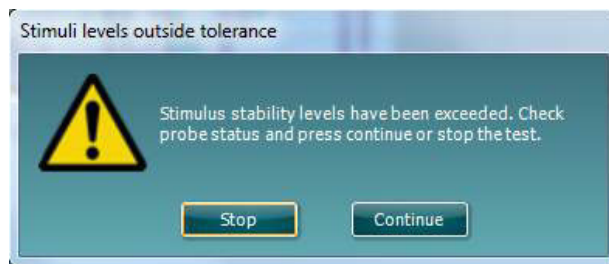 Stimuli levels outside tolerance
Stimulus stability levels have been exceeded. Check
probe status and press continue or stop the test.
Stop
Continue